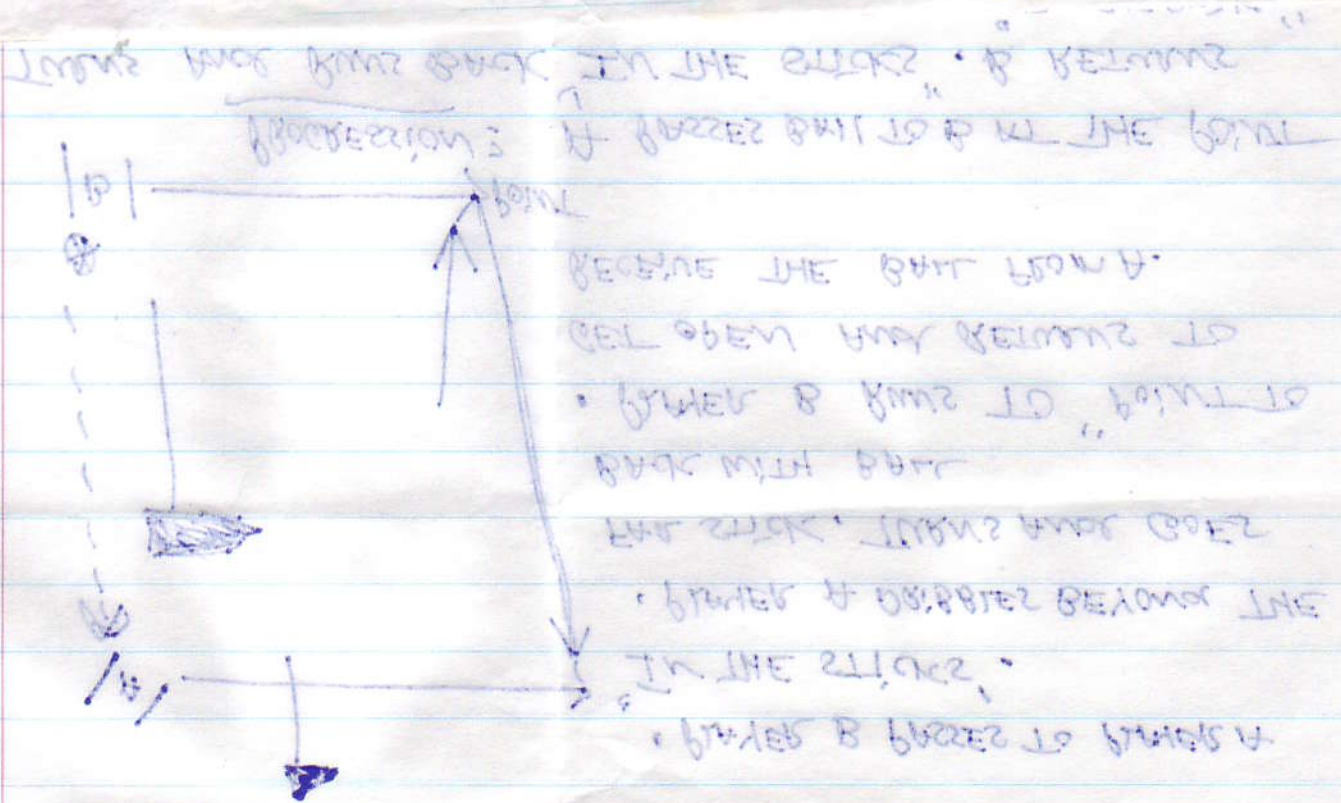 • PLAYER B PASSES TO PLAYER A
"IN THE STICKS".
• PLAYER A DRIBBLES BEYOND THE
FAR STICK. TURNS AND GOES
BACK WITH BALL
• PLAYER B RUNS TO "POINT TO
GET OPEN AND RETURNS TO
RECEIVE THE BALL FROM A.
A
B
POINT
PROGRESSION: A PASSES BALL TO B AT THE POINT
TURNS AND RUNS BACK "IN THE STICKS". B RETURNS